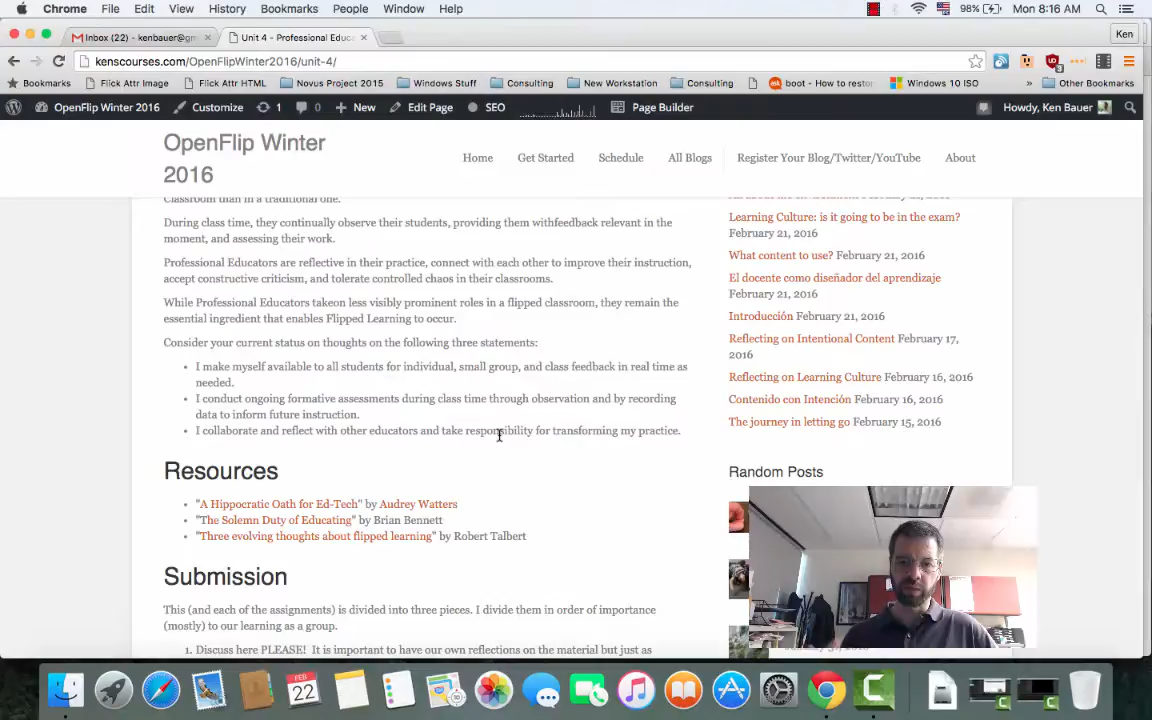 Chrome File Edit View History Bookmarks People Window Help 98% Mon 8:16 AM
Inbox (22) - kenbauer@gm Unit 4 - Professional Educ Ken
kenscourses.com/OpenFlipWinter2016/unit-4/
Bookmarks Flick Attr Image Flick Attr HTML Novus Project 2015 Windows Stuff Consulting New Workstation Consulting boot - How to restor Windows 10 ISO » Other Bookmarks
OpenFlip Winter 2016 Customize 1 0 New Edit Page SEO Page Builder Howdy, Ken Bauer
OpenFlip Winter
2016
Home Get Started Schedule All Blogs Register Your Blog/Twitter/YouTube About
Classroom than in a traditional one.
During class time, they continually observe their students, providing them withfeedback relevant in the
moment, and assessing their work.
Professional Educators are reflective in their practice, connect with each other to improve their instruction,
accept constructive criticism, and tolerate controlled chaos in their classrooms.
While Professional Educators takeon less visibly prominent roles in a flipped classroom, they remain the
essential ingredient that enables Flipped Learning to occur.
Consider your current status on thoughts on the following three statements:
• I make myself available to all students for individual, small group, and class feedback in real time as
needed.
• I conduct ongoing formative assessments during class time through observation and by recording
data to inform future instruction.
• I collaborate and reflect with other educators and take responsibility for transforming my practice.
Resources
• "A Hippocratic Oath for Ed-Tech" by Audrey Watters
• "The Solemn Duty of Educating" by Brian Bennett
• "Three evolving thoughts about flipped learning" by Robert Talbert
Submission
This (and each of the assignments) is divided into three pieces. I divide them in order of importance
(mostly) to our learning as a group.
1. Discuss here PLEASE! It is important to have our own reflections on the material but just as
Learning Culture: is it going to be in the exam?
February 21, 2016
What content to use? February 21, 2016
El docente como diseñador del aprendizaje
February 21, 2016
Introducción February 21, 2016
Reflecting on Intentional Content February 17,
2016
Reflecting on Learning Culture February 16, 2016
Contenido con Intención February 16, 2016
The journey in letting go February 15, 2016
Random Posts
FEB
22